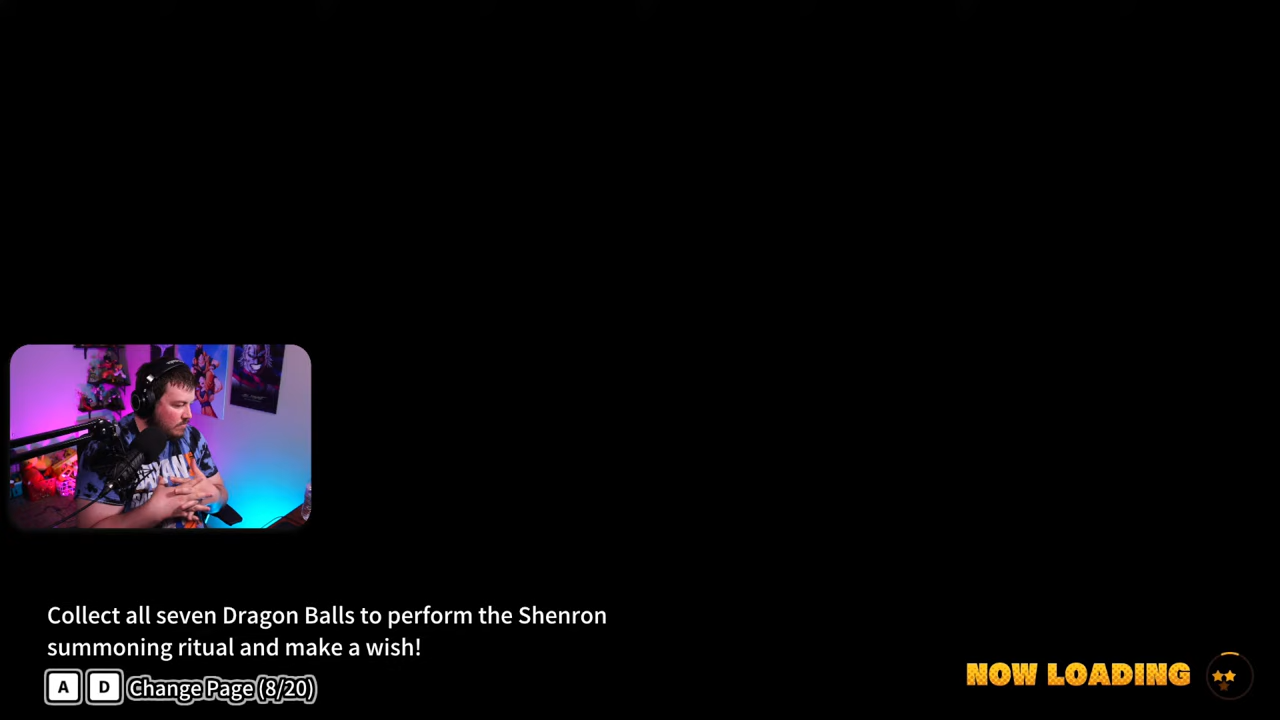 Collect all seven Dragon Balls to perform the Shenron
summoning ritual and make a wish!
A D Change Page (8/20)
NOW LOADING